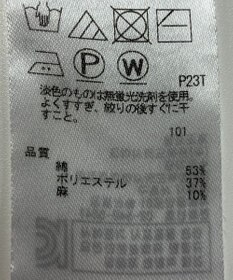 P
W
P23T
淡色のものは無蛍光洗剤を使用。
よくすすぎ、絞りの後すぐに干
すこと。
101
品質
綿 53%
ポリエステル 37%
麻 10%